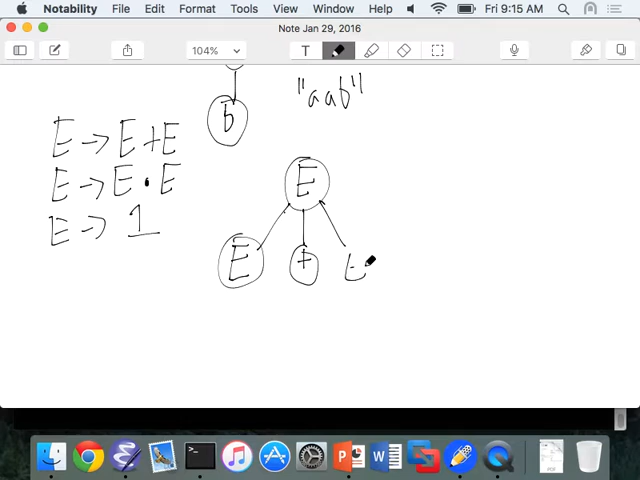 Notability File Edit Format Tools View Window Help Fri 9:15 AM
Note Jan 29, 2016
104% T
b "aab"
E → E + E
E → E · E
E → 1
E
E + E